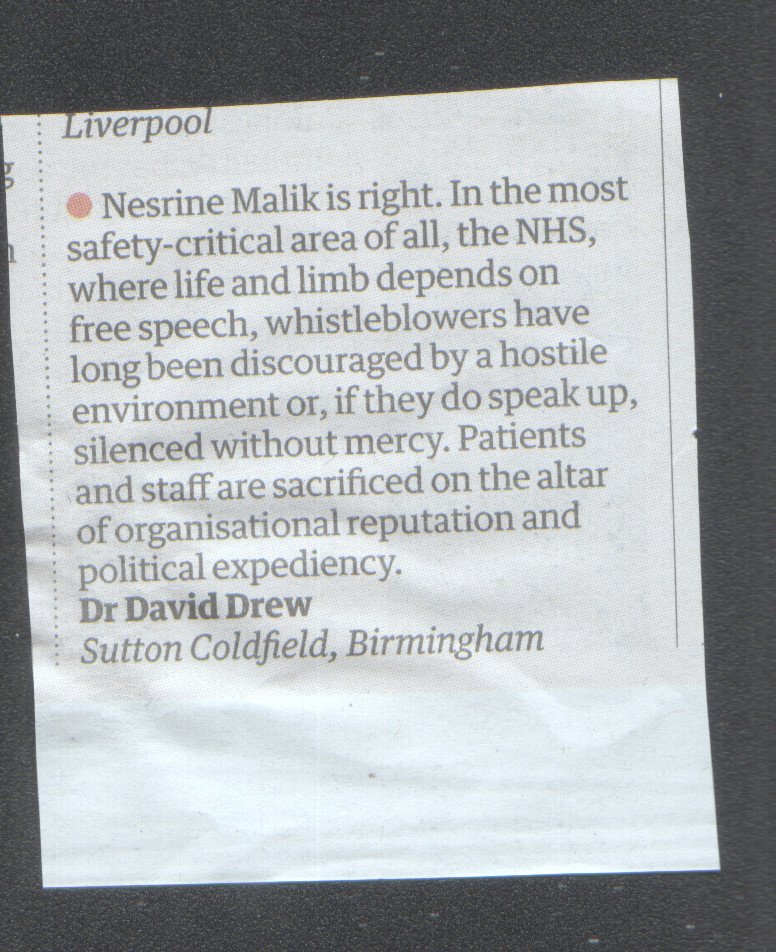 Liverpool
Nesrine Malik is right. In the most
safety-critical area of all, the NHS,
where life and limb depends on
free speech, whistleblowers have
long been discouraged by a hostile
environment or, if they do speak up,
silenced without mercy. Patients
and staff are sacrificed on the altar
of organisational reputation and
political expediency.
Dr David Drew
Sutton Coldfield, Birmingham